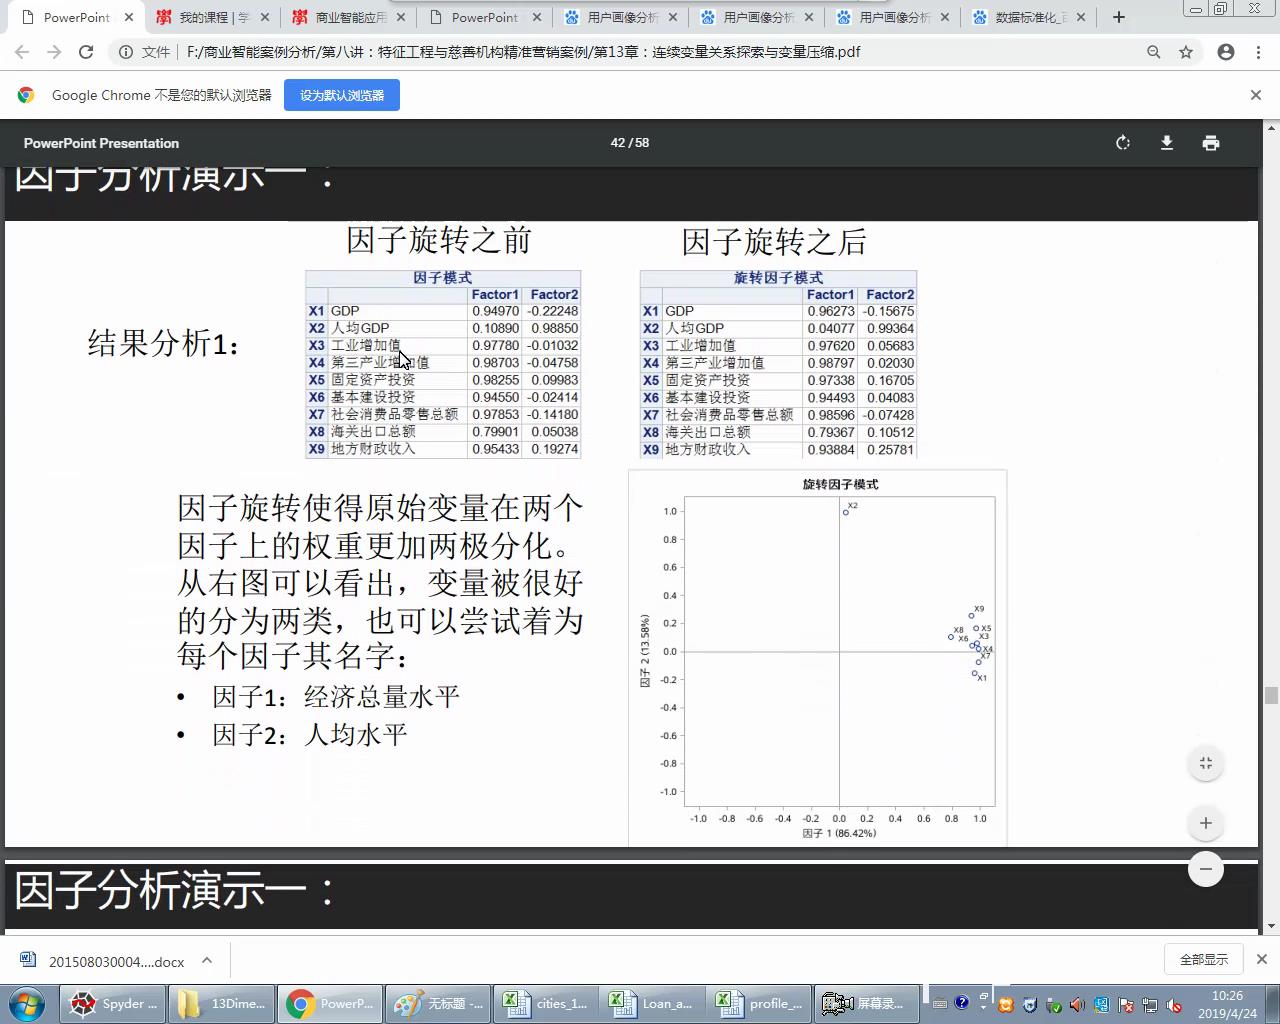 PowerPoint
我的课程 | 学
商业智能应用
PowerPoint
用户画像分析
用户画像分析
用户画像分析
数据标准化_
文件 F:/商业智能案例分析/第八讲：特征工程与慈善机构精准营销案例/第13章：连续变量关系探索与变量压缩.pdf
Google Chrome 不是您的默认浏览器 设为默认浏览器
PowerPoint Presentation 42 / 58
因子分析演示一：
因子旋转之前 因子旋转之后
结果分析1：
因子模式
Factor1 Factor2
X1 GDP 0.94970 -0.22248
X2 人均GDP 0.10890 0.98850
X3 工业增加值 0.97780 -0.01032
X4 第三产业增加值 0.98703 -0.04758
X5 固定资产投资 0.98255 0.09983
X6 基本建设投资 0.94550 -0.02414
X7 社会消费品零售总额 0.97853 -0.14180
X8 海关出口总额 0.79901 0.05038
X9 地方财政收入 0.95433 0.19274
旋转因子模式
Factor1 Factor2
X1 GDP 0.96273 -0.15675
X2 人均GDP 0.04077 0.99364
X3 工业增加值 0.97620 0.05683
X4 第三产业增加值 0.98797 0.02030
X5 固定资产投资 0.97338 0.16705
X6 基本建设投资 0.94493 0.04083
X7 社会消费品零售总额 0.98596 -0.07428
X8 海关出口总额 0.79367 0.10512
X9 地方财政收入 0.93884 0.25781
因子旋转使得原始变量在两个
因子上的权重更加两极分化。
从右图可以看出，变量被很好
的分为两类，也可以尝试着为
每个因子其名字：
• 因子1：经济总量水平
• 因子2：人均水平
旋转因子模式
因子 2 (13.58%)
1.0
0.8
0.6
0.4
0.2
0.0
-0.2
-0.4
-0.6
-0.8
-1.0
X2
X9
X8
X5
X6
X3
X4
X7
X1
-1.0 -0.8 -0.6 -0.4 -0.2 0.0 0.2 0.4 0.6 0.8 1.0
因子 1 (86.42%)
因子分析演示一：
201508030004....docx 全部显示
Spyder ...
13Dime...
PowerP...
无标题 -...
cities_1...
Loan_a...
profile_...
屏幕录...
10:26
2019/4/24